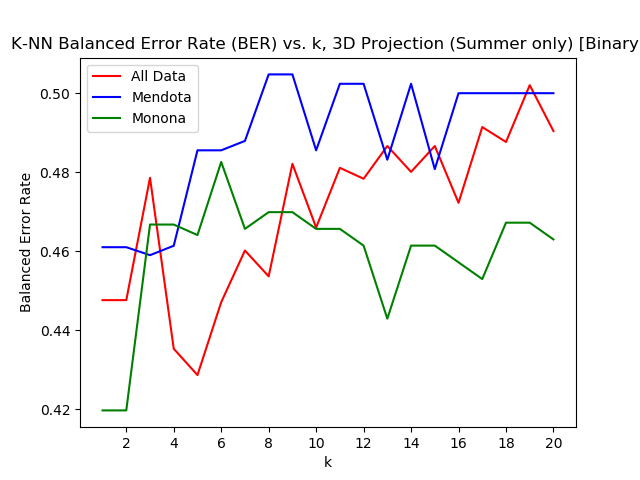 K-NN Balanced Error Rate (BER) vs. k, 3D Projection (Summer only) [Binary
All Data
Mendota
Monona
0.50
0.48
0.46
0.44
0.42
Balanced Error Rate
2 4 6 8 10 12 14 16 18 20
k